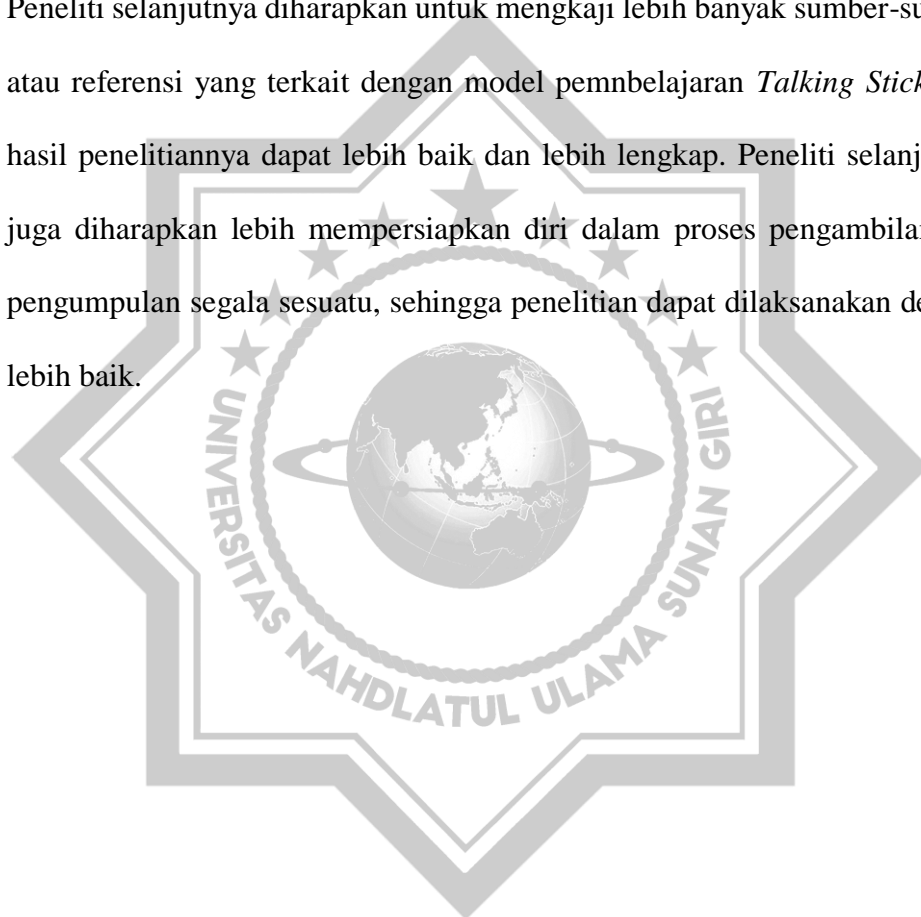 Peneliti selanjutnya diharapkan untuk mengkaji lebih banyak sumber-su
atau referensi yang terkait dengan model pemnbelajaran Talking Stick
hasil penelitiannya dapat lebih baik dan lebih lengkap. Peneliti selanj
juga diharapkan lebih mempersiapkan diri dalam proses pengambilan
pengumpulan segala sesuatu, sehingga penelitian dapat dilaksanakan de
lebih baik.
UNIVERSITAS NAHDLATUL ULAMA SUNAN GIRI